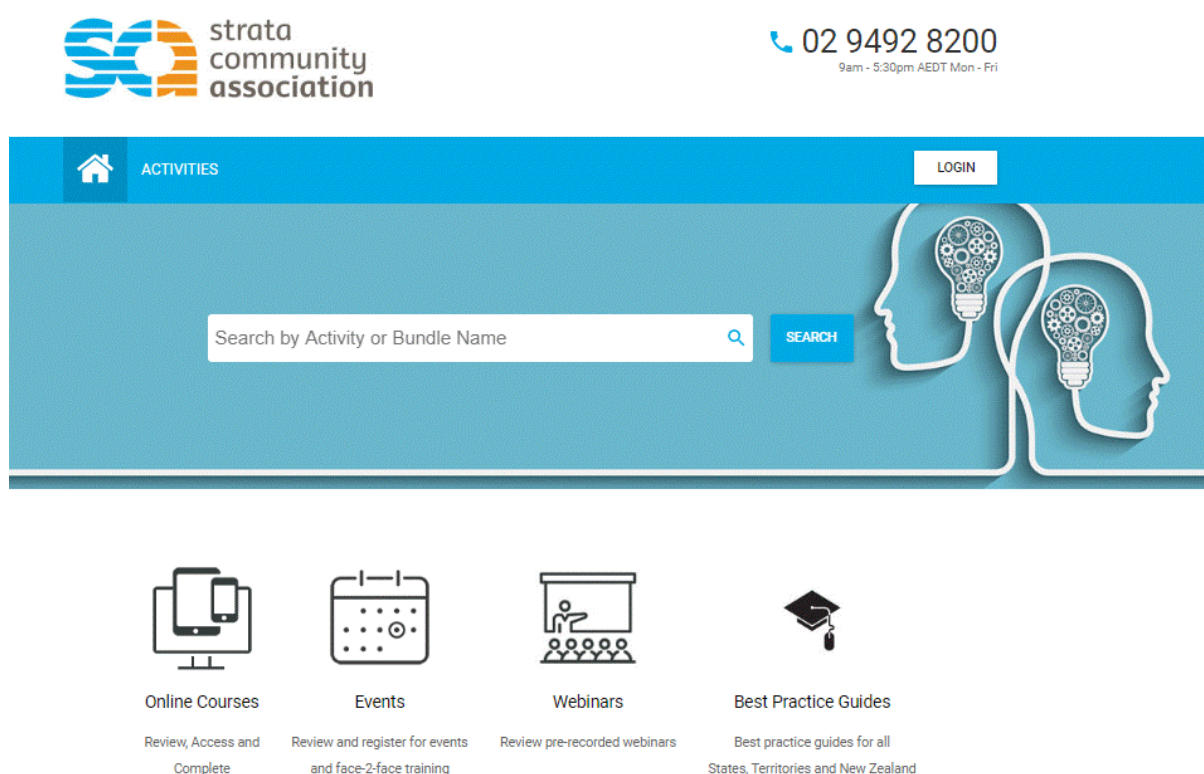 strata
community
association
02 9492 8200
9am - 5:30pm AEDT Mon - Fri
ACTIVITIES
LOGIN
Search by Activity or Bundle Name
SEARCH
Online Courses
Review, Access and
Complete
Events
Review and register for events
and face-2-face training
Webinars
Review pre-recorded webinars
Best Practice Guides
Best practice guides for all
States, Territories and New Zealand